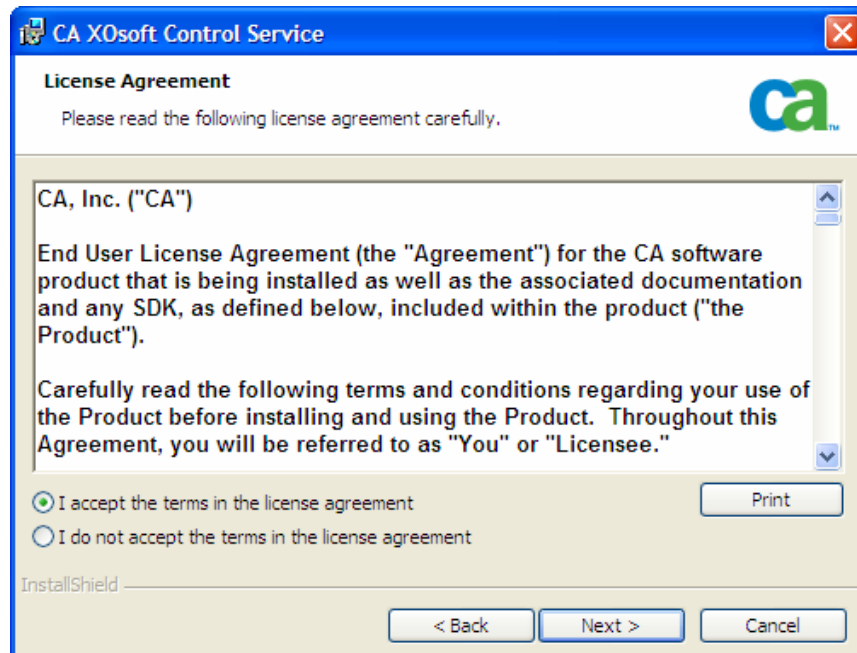 CA XOsoft Control Service
License Agreement
Please read the following license agreement carefully.
ca™
CA, Inc. ("CA")
End User License Agreement (the "Agreement") for the CA software
product that is being installed as well as the associated documentation
and any SDK, as defined below, included within the product ("the
Product").
Carefully read the following terms and conditions regarding your use of
the Product before installing and using the Product.  Throughout this
Agreement, you will be referred to as "You" or "Licensee."
I accept the terms in the license agreement
Print
I do not accept the terms in the license agreement
InstallShield
< Back
Next >
Cancel